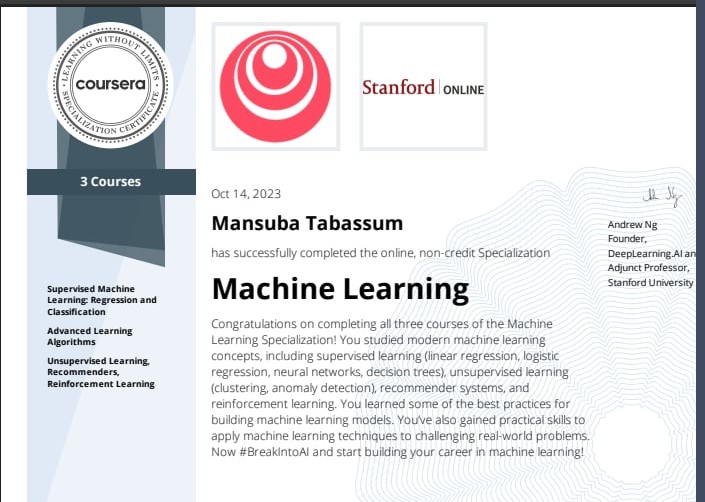 LEARNING WITHOUT LIMITS
coursera
SPECIALIZATION CERTIFICATE
3 Courses
Supervised Machine
Learning: Regression and
Classification
Advanced Learning
Algorithms
Unsupervised Learning,
Recommenders,
Reinforcement Learning
Stanford | ONLINE
Oct 14, 2023
Mansuba Tabassum
has successfully completed the online, non-credit Specialization
Machine Learning
Congratulations on completing all three courses of the Machine
Learning Specialization! You studied modern machine learning
concepts, including supervised learning (linear regression, logistic
regression, neural networks, decision trees), unsupervised learning
(clustering, anomaly detection), recommender systems, and
reinforcement learning. You learned some of the best practices for
building machine learning models. You've also gained practical skills to
apply machine learning techniques to challenging real-world problems.
Now #BreakIntoAI and start building your career in machine learning!
Andrew Ng
Founder,
DeepLearning.AI an
Adjunct Professor,
Stanford University